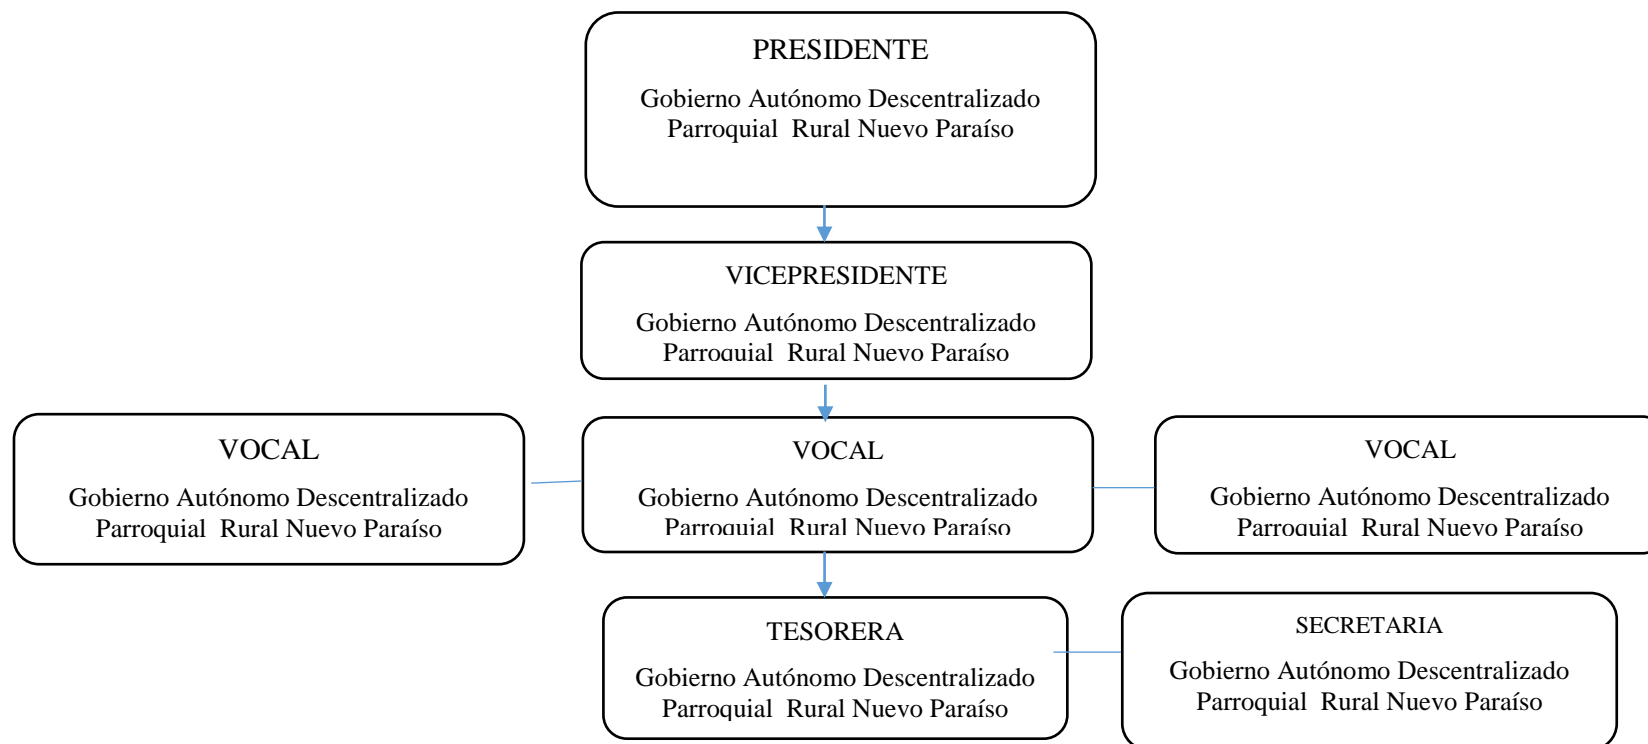 PRESIDENTE
Gobierno Autónomo Descentralizado
Parroquial Rural Nuevo Paraíso
VICEPRESIDENTE
Gobierno Autónomo Descentralizado
Parroquial Rural Nuevo Paraíso
VOCAL
Gobierno Autónomo Descentralizado
Parroquial Rural Nuevo Paraíso
VOCAL
Gobierno Autónomo Descentralizado
Parroquial Rural Nuevo Paraíso
VOCAL
Gobierno Autónomo Descentralizado
Parroquial Rural Nuevo Paraíso
TESORERA
Gobierno Autónomo Descentralizado
Parroquial Rural Nuevo Paraíso
SECRETARIA
Gobierno Autónomo Descentralizado
Parroquial Rural Nuevo Paraíso